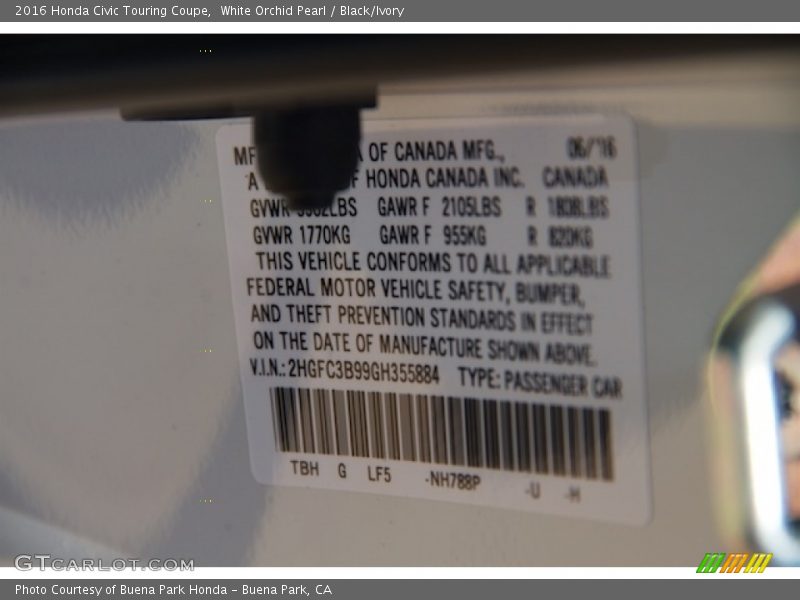 2016 Honda Civic Touring Coupe,  White Orchid Pearl / Black/Ivory
OF CANADA MFG., 06/16
A HONDA CANADA INC. CANADA
GVWR GAWR F 2105LBS R 1808LBS
GVWR 1770KG GAWR F 955KG R 820KG
THIS VEHICLE CONFORMS TO ALL APPLICABLE
FEDERAL MOTOR VEHICLE SAFETY, BUMPER,
AND THEFT PREVENTION STANDARDS IN EFFECT
ON THE DATE OF MANUFACTURE SHOWN ABOVE.
V.I.N.: 2HGFC3B99GH355884 TYPE: PASSENGER CAR
TBH G LF5 -NH788P -U -H
GTCARLOT.COM
Photo Courtesy of Buena Park Honda – Buena Park, CA